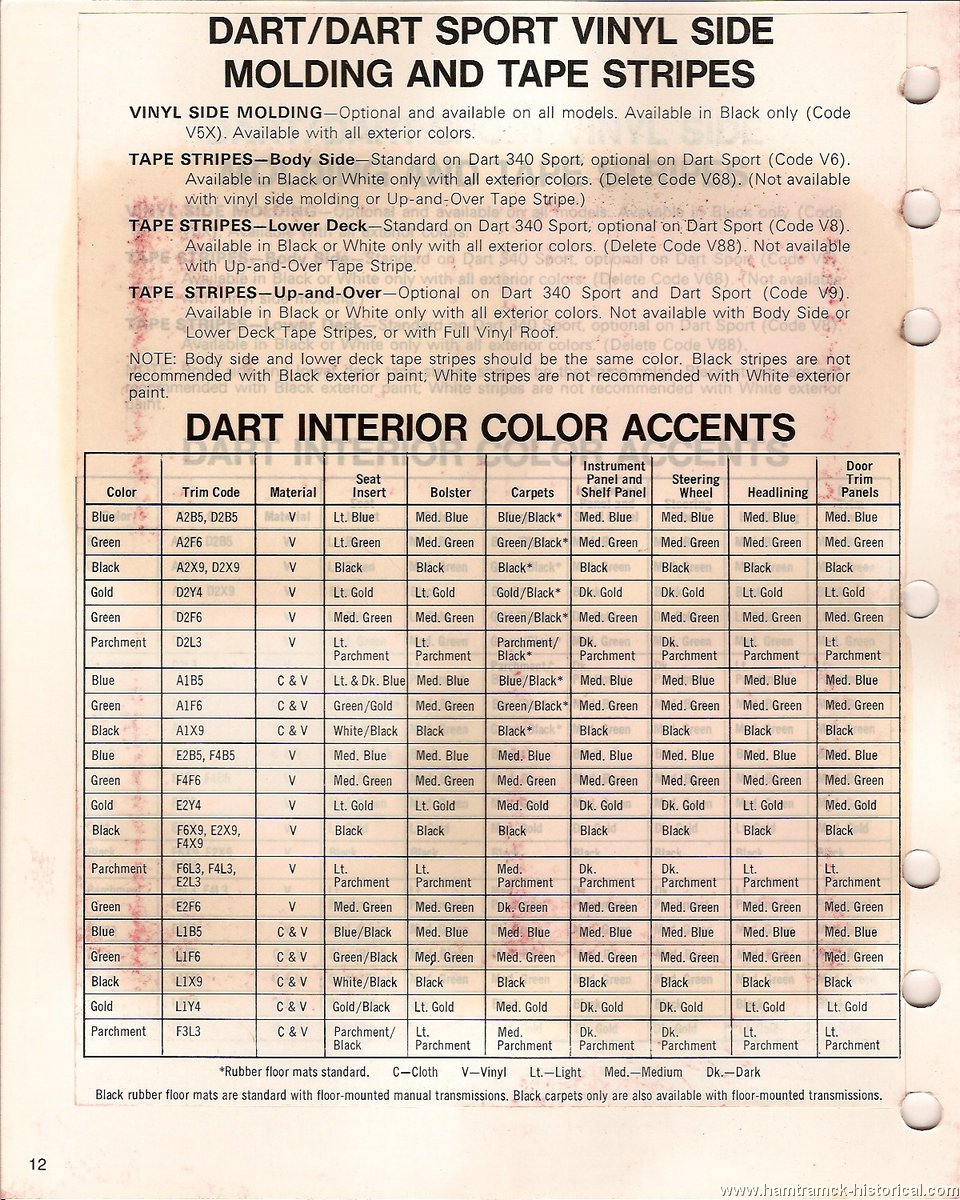 DART/DART SPORT VINYL SIDE
MOLDING AND TAPE STRIPES
VINYL SIDE MOLDING—Optional and available on all models. Available in Black only (Code
V5X). Available with all exterior colors.
TAPE STRIPES—Body Side—Standard on Dart 340 Sport, optional on Dart Sport (Code V6).
Available in Black or White only with all exterior colors. (Delete Code V68). (Not available
with vinyl side molding or Up-and-Over Tape Stripe.)
TAPE STRIPES—Lower Deck—Standard on Dart 340 Sport, optional on Dart Sport (Code V8).
Available in Black or White only with all exterior colors. (Delete Code V88). Not available
with Up-and-Over Tape Stripe.
TAPE STRIPES—Up-and-Over—Optional on Dart 340 Sport and Dart Sport (Code V9).
Available in Black or White only with all exterior colors. Not available with Body Side or
Lower Deck Tape Stripes, or with Full Vinyl Roof.
NOTE: Body side and lower deck tape stripes should be the same color. Black stripes are not
recommended with Black exterior paint; White stripes are not recommended with White exterior
paint.
DART INTERIOR COLOR ACCENTS
Color Trim Code Material Seat Insert Bolster Carpets Instrument Panel and Shelf Panel Steering Wheel Headlining Door Trim Panels
Blue A2B5, D2B5 V Lt. Blue Med. Blue Blue/Black* Med. Blue Med. Blue Med. Blue Med. Blue
Green A2F6 V Lt. Green Med. Green Green/Black* Med. Green Med. Green Med. Green Med. Green
Black A2X9, D2X9 V Black Black Black* Black Black Black Black
Gold D2Y4 V Lt. Gold Lt. Gold Gold/Black* Dk. Gold Dk. Gold Lt. Gold Lt. Gold
Green D2F6 V Med. Green Med. Green Green/Black* Med. Green Med. Green Med. Green Med. Green
Parchment D2L3 V Lt. Parchment Lt. Parchment Parchment/ Black* Dk. Parchment Dk. Parchment Lt. Parchment Lt. Parchment
Blue A1B5 C & V Lt. & Dk. Blue Med. Blue Blue/Black* Med. Blue Med. Blue Med. Blue Med. Blue
Green A1F6 C & V Green/Gold Med. Green Green/Black* Med. Green Med. Green Med. Green Med. Green
Black A1X9 C & V White/Black Black Black* Black Black Black Black
Blue E2B5, F4B5 V Med. Blue Med. Blue Med. Blue Med. Blue Med. Blue Med. Blue Med. Blue
Green F4F6 V Med. Green Med. Green Med. Green Med. Green Med. Green Med. Green Med. Green
Gold E2Y4 V Lt. Gold Lt. Gold Med. Gold Dk. Gold Dk. Gold Lt. Gold Med. Gold
Black F6X9, E2X9, F4X9 V Black Black Black Black Black Black Black
Parchment F6L3, F4L3, E2L3 V Lt. Parchment Lt. Parchment Med. Parchment Dk. Parchment Dk. Parchment Lt. Parchment Lt. Parchment
Green E2F6 V Med. Green Med. Green Dk. Green Med. Green Med. Green Med. Green Med. Green
Blue L1B5 C & V Blue/Black Med. Blue Med. Blue Med. Blue Med. Blue Med. Blue Med. Blue
Green L1F6 C & V Green/Black Med. Green Med. Green Med. Green Med. Green Med. Green Med. Green
Black L1X9 C & V White/Black Black Black Black Black Black Black
Gold L1Y4 C & V Gold/Black Lt. Gold Med. Gold Dk. Gold Dk. Gold Lt. Gold Lt. Gold
Parchment F3L3 C & V Parchment/ Black Lt. Parchment Med. Parchment Dk. Parchment Dk. Parchment Lt. Parchment Lt. Parchment
*Rubber floor mats standard. C—Cloth V—Vinyl Lt.—Light Med.—Medium Dk.—Dark
Black rubber floor mats are standard with floor-mounted manual transmissions. Black carpets only are also available with floor-mounted transmissions.
12
www.hamtramck-historical.com